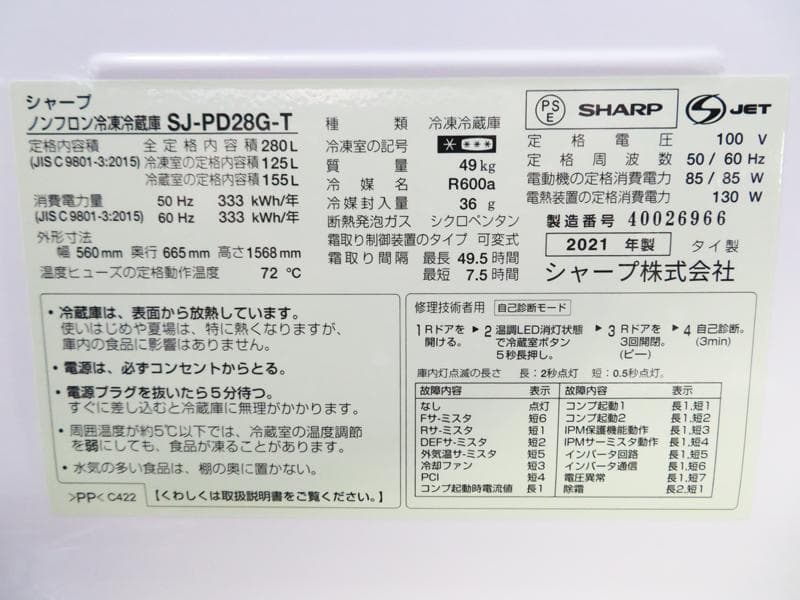 シャープ
ノンフロン冷凍冷蔵庫 SJ-PD28G-T
定格内容積 全定格内容積 280L
(JIS C 9801-3:2015) 冷凍室の定格内容積 125L
冷蔵室の定格内容積 155L
消費電力量 50 Hz 333 kWh/年
(JIS C 9801-3:2015) 60 Hz 333 kWh/年
外形寸法
幅 560mm 奥行 665mm 高さ 1568mm
温度ヒューズの定格動作温度 72 ℃
種類 冷凍冷蔵庫
冷凍室の記号
質量 49kg
冷媒名 R600a
冷媒封入量 36 g
断熱発泡ガス シクロペンタン
霜取り制御装置のタイプ 可変式
霜取り間隔 最長 49.5 時間
最短 7.5 時間
PSE SHARP JET
定格電圧 100 V
定格周波数 50/60 Hz
電動機の定格消費電力 85/85 W
電熱装置の定格消費電力 130 W
製造番号 40026966
2021 年製 タイ製
シャープ株式会社
• 冷蔵庫は、表面から放熱しています。
使いはじめや夏場は、特に熱くなりますが、
庫内の食品に影響はありません。
• 電源は、必ずコンセントからとる。
• 電源プラグを抜いたら5分待つ。
すぐに差し込むと冷蔵庫に無理がかかります。
• 周囲温度が約5℃以下では、冷蔵室の温度調節
を弱にしても、食品が凍ることがあります。
• 水気の多い食品は、棚の奥に置かない。
>PP< C422 【くわしくは取扱説明書をご覧ください。】
修理技術者用 自己診断モード
1 Rドアを開ける。 ▶ 2 温調LED消灯状態で冷蔵室ボタン5秒長押し。 ▶ 3 Rドアを3回開閉。(ピー) ▶ 4 自己診断。(3min)
庫内灯点滅の長さ 長：2秒点灯 短：0.5秒点灯。
故障内容 表示 故障内容 表示
なし 点灯 コンプ起動1 長1、短1
Fサ-ミスタ 短6 コンプ起動2 長1、短2
Rサ-ミスタ 短1 IPM保護機能動作 長1、短3
DEFサ-ミスタ 短2 IPMサーミスタ動作 長1、短4
外気温サ-ミスタ 短5 インバータ回路 長1、短5
冷却ファン 短3 インバータ通信 長1、短6
PCI 短4 電圧異常 長1、短7
コンプ起動時電流値 長1 除霜 長2、短1